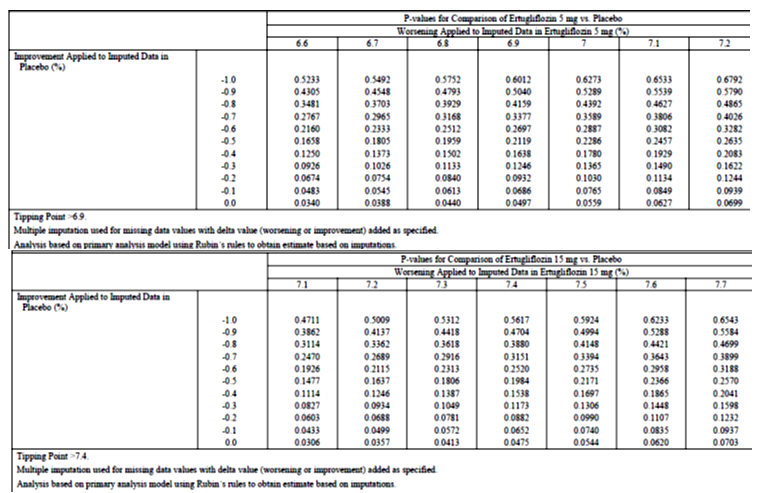 P-values for Comparison of Ertugliflozin 5 mg vs. Placebo
Worsening Applied to Imputed Data in Ertugliflozin 5 mg (%)
6.6 6.7 6.8 6.9 7 7.1 7.2
Improvement Applied to Imputed Data in
Placebo (%)
-1.0 0.5233 0.5492 0.5752 0.6012 0.6273 0.6533 0.6792
-0.9 0.4305 0.4548 0.4793 0.5040 0.5289 0.5539 0.5790
-0.8 0.3481 0.3703 0.3929 0.4159 0.4392 0.4627 0.4865
-0.7 0.2767 0.2965 0.3168 0.3377 0.3589 0.3806 0.4026
-0.6 0.2160 0.2333 0.2512 0.2697 0.2887 0.3082 0.3282
-0.5 0.1658 0.1805 0.1959 0.2119 0.2286 0.2457 0.2635
-0.4 0.1250 0.1373 0.1502 0.1638 0.1780 0.1929 0.2083
-0.3 0.0926 0.1026 0.1133 0.1246 0.1365 0.1490 0.1622
-0.2 0.0674 0.0754 0.0840 0.0932 0.1030 0.1134 0.1244
-0.1 0.0483 0.0545 0.0613 0.0686 0.0765 0.0849 0.0939
0.0 0.0340 0.0388 0.0440 0.0497 0.0559 0.0627 0.0699
Tipping Point >6.9.
Multiple imputation used for missing data values with delta value (worsening or improvement) added as specified.
Analysis based on primary analysis model using Rubin's rules to obtain estimate based on imputations.
P-values for Comparison of Ertugliflozin 15 mg vs. Placebo
Worsening Applied to Imputed Data in Ertugliflozin 15 mg (%)
7.1 7.2 7.3 7.4 7.5 7.6 7.7
Improvement Applied to Imputed Data in
Placebo (%)
-1.0 0.4711 0.5009 0.5312 0.5617 0.5924 0.6233 0.6543
-0.9 0.3862 0.4137 0.4418 0.4704 0.4994 0.5288 0.5584
-0.8 0.3114 0.3362 0.3618 0.3880 0.4148 0.4421 0.4699
-0.7 0.2470 0.2689 0.2916 0.3151 0.3394 0.3643 0.3899
-0.6 0.1926 0.2115 0.2313 0.2520 0.2735 0.2958 0.3188
-0.5 0.1477 0.1637 0.1806 0.1984 0.2171 0.2366 0.2570
-0.4 0.1114 0.1246 0.1387 0.1538 0.1697 0.1865 0.2041
-0.3 0.0827 0.0934 0.1049 0.1173 0.1306 0.1448 0.1598
-0.2 0.0603 0.0688 0.0781 0.0882 0.0990 0.1107 0.1232
-0.1 0.0433 0.0499 0.0572 0.0652 0.0740 0.0835 0.0937
0.0 0.0306 0.0357 0.0413 0.0475 0.0544 0.0620 0.0703
Tipping Point >7.4.
Multiple imputation used for missing data values with delta value (worsening or improvement) added as specified.
Analysis based on primary analysis model using Rubin's rules to obtain estimate based on imputations.